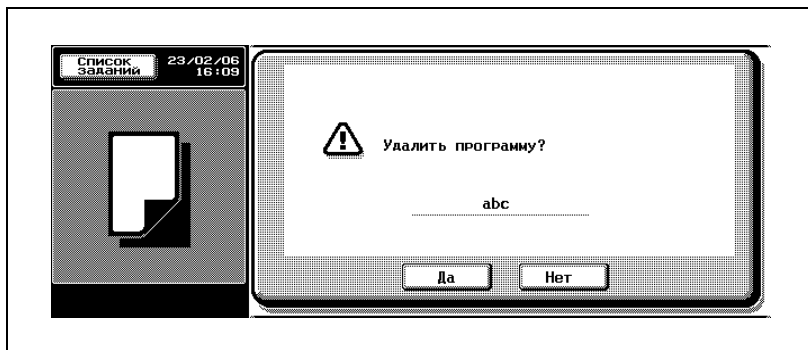 Список 23/02/06
заданий 16:09
Удалить программу?
abc
Да Нет